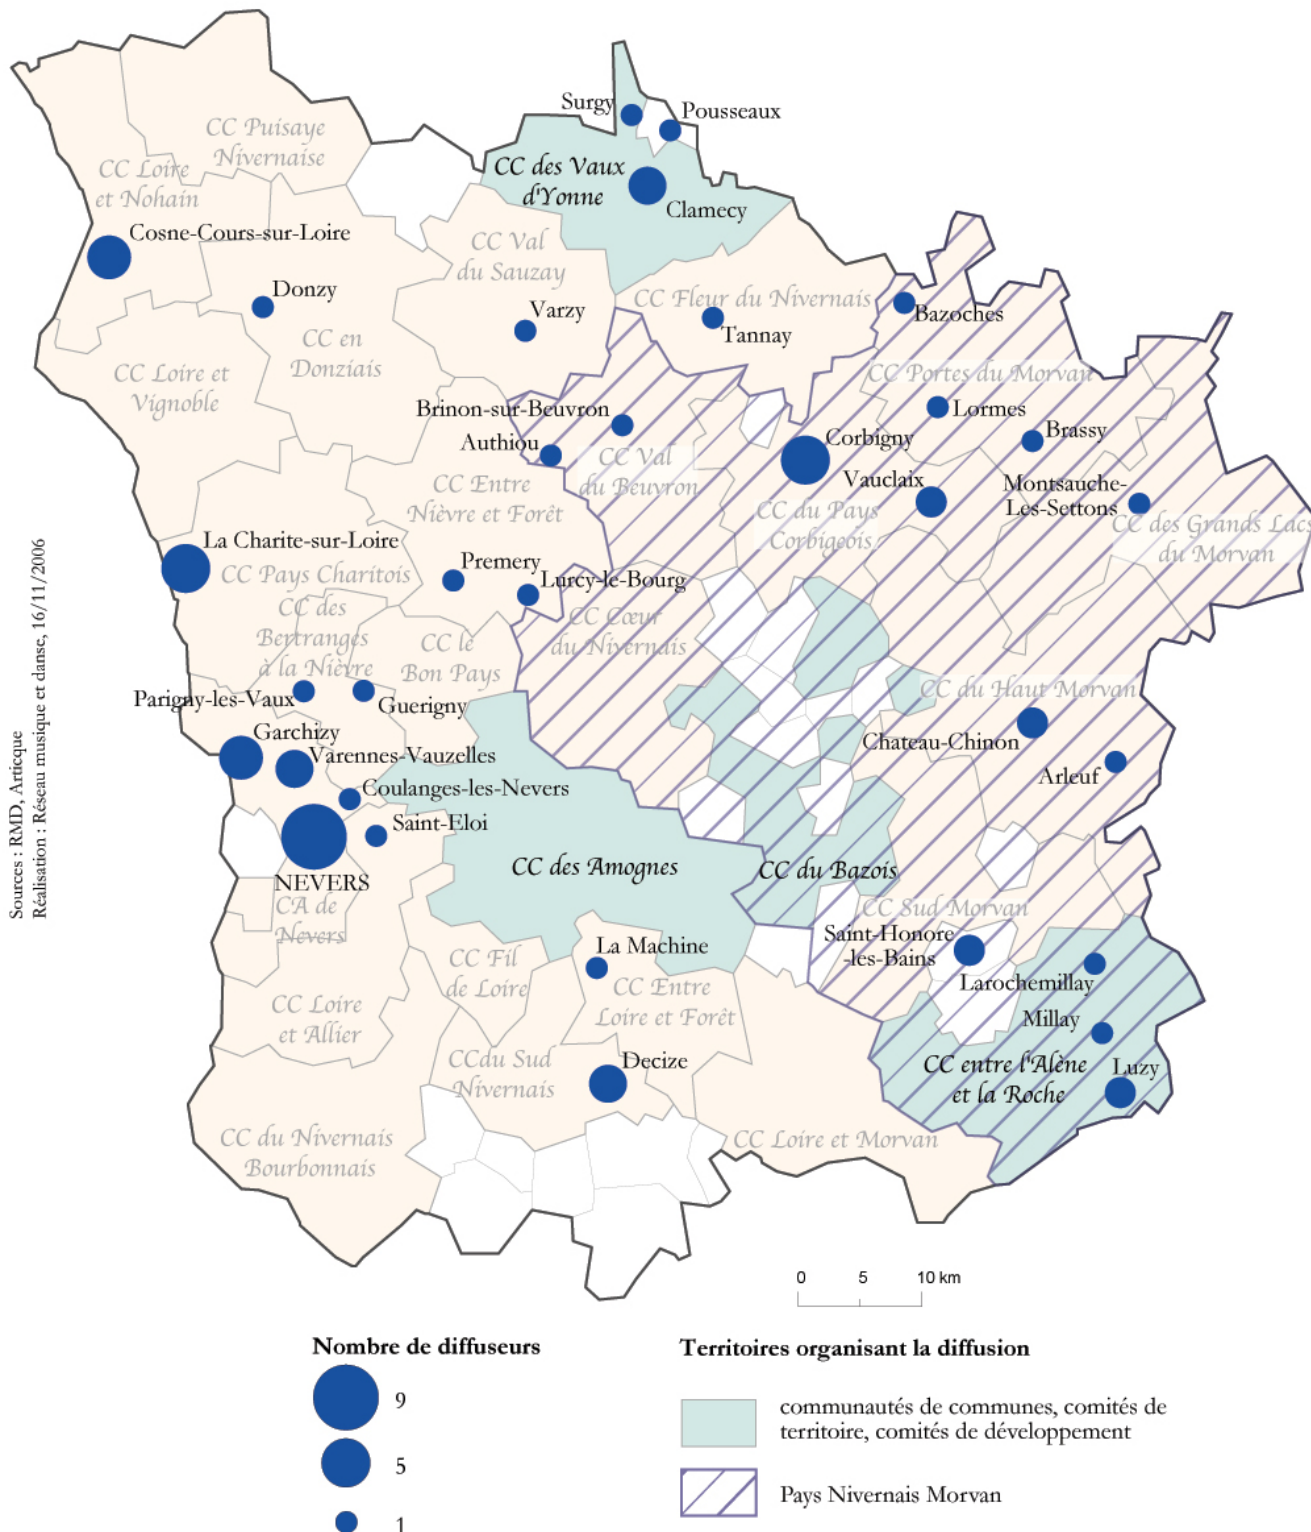 Surgy
Pousseaux
CC Puisaye
Nivernaise
CC Loire
et Nohain
CC des Vaux
d'Yonne
Clamecy
Cosne-Cours-sur-Loire
CC Val
du Sauzay
Donzy
CC Fleur du Nivernais
Varzy
Tannay
Bazoches
CC en
Donziais
CC Loire et
Vignoble
CC Portes du Morvan
Brinon-sur-Beuvron
Lormes
Authiou
Corbigny
Brassy
CC Val
du Beuvron
Vauclaix
Montsauche-
Les-Settons
CC Entre
Nièvre et Forêt
CC du Pays
Corbigeois
CC des Grands Lacs
du Morvan
La Charite-sur-Loire
CC Pays Charitois
Premery
Lurcy-le-Bourg
CC des
Bertranges
à la Nièvre
CC le
Bon Pays
CC Cœur
du Nivernais
Parigny-les-Vaux
Guerigny
CC du Haut Morvan
Garchizy
Varennes-Vauzelles
Chateau-Chinon
Arleuf
Coulanges-les-Nevers
Saint-Eloi
NEVERS
CA de
Nevers
CC des Amognes
CC du Bazois
CC Sud Morvan
Saint-Honore
-les-Bains
La Machine
CC Fil
de Loire
CC Entre
Loire et Forêt
Larochemillay
CC Loire
et Allier
Millay
CCdu Sud
Nivernais
Decize
CC entre l'Alène
et la Roche
Luzy
CC du Nivernais
Bourbonnais
CC Loire et Morvan
Sources : RMD, Articque
Réalisation : Réseau musique et danse, 16/11/2006
0 5 10 km
Nombre de diffuseurs
9
5
1
Territoires organisant la diffusion
communautés de communes, comités de
territoire, comités de développement
Pays Nivernais Morvan